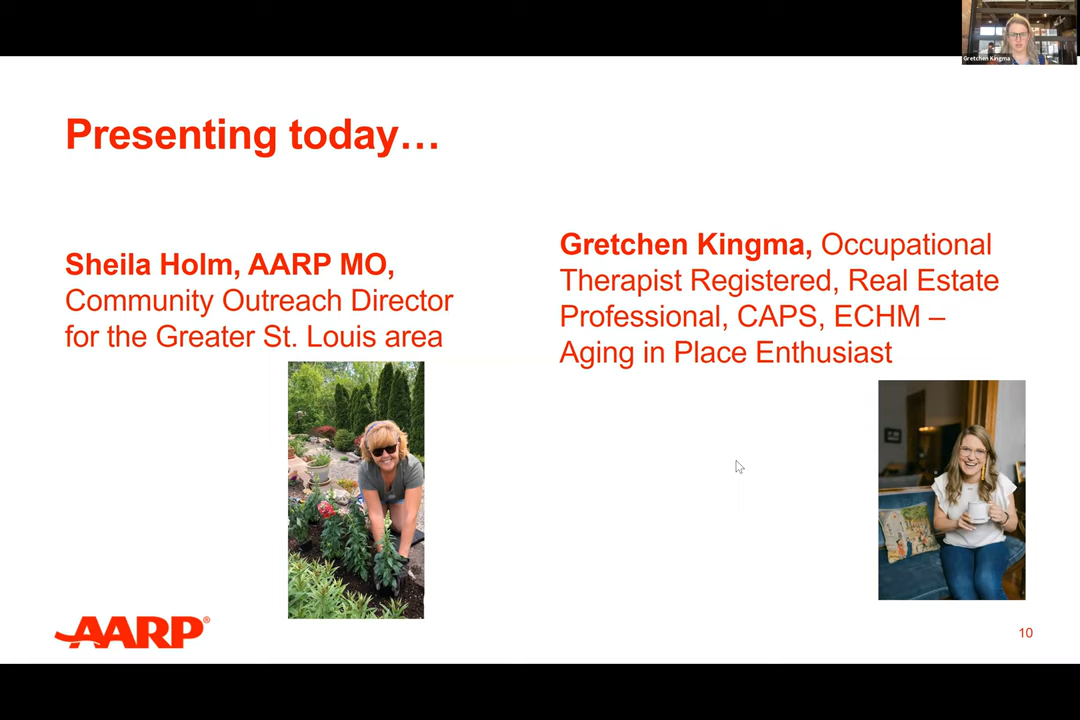 Gretchen Kingma
Presenting today…
Sheila Holm, AARP MO,
Community Outreach Director
for the Greater St. Louis area
Gretchen Kingma, Occupational
Therapist Registered, Real Estate
Professional, CAPS, ECHM –
Aging in Place Enthusiast
AARP®
10